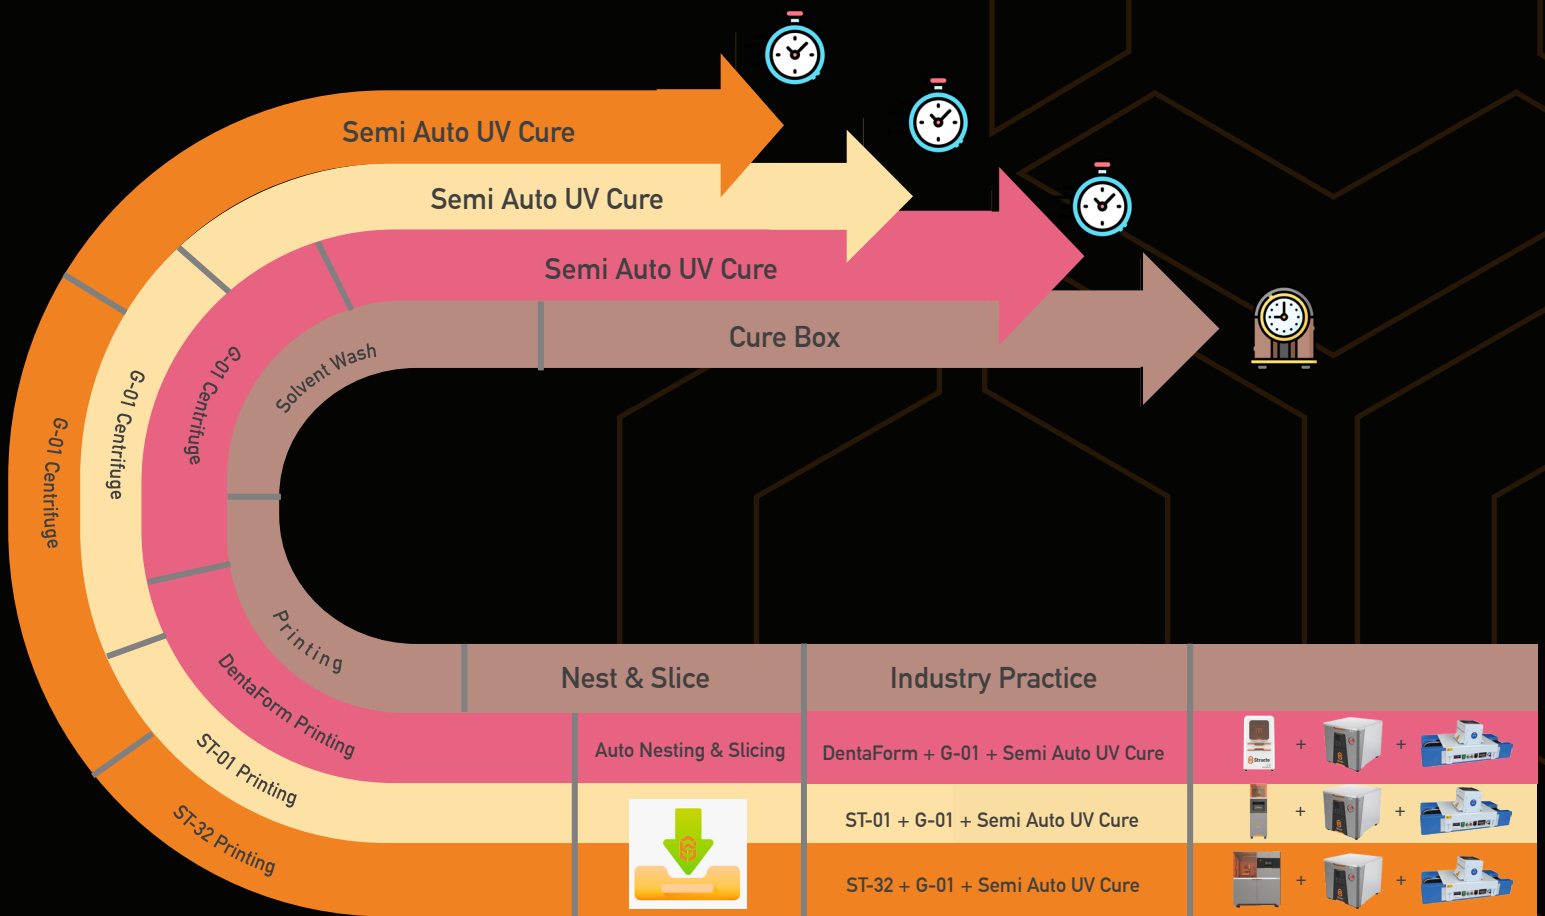 Semi Auto UV Cure
Semi Auto UV Cure
Semi Auto UV Cure
Cure Box
Solvent Wash
G-01 Centrifuge
G-01 Centrifuge
G-01 Centrifuge
Printing
DentaForm Printing
ST-01 Printing
ST-32 Printing
Nest & Slice
Industry Practice
Auto Nesting & Slicing
DentaForm + G-01 + Semi Auto UV Cure
Structo
+
+
ST-01 + G-01 + Semi Auto UV Cure
+
+
ST-32 + G-01 + Semi Auto UV Cure
+
+